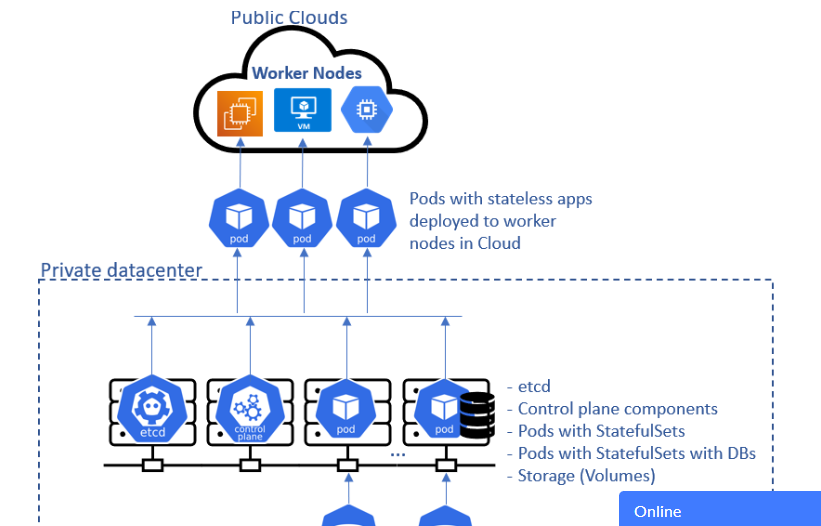 Public Clouds
Worker Nodes
VM
pod
pod
pod
Pods with stateless apps
deployed to worker
nodes in Cloud
Private datacenter
etcd
control
plane
pod
pod
...
- etcd
- Control plane components
- Pods with StatefulSets
- Pods with StatefulSets with DBs
- Storage (Volumes)
Online